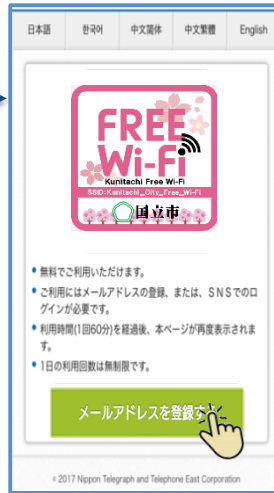 日本語 한국어 中文简体 中文繁體 English
FREE
Wi-Fi
Kunitachi Free Wi-Fi
SSID:Kunitachi_City_Free_Wi-Fi
国立市
• 無料でご利用いただけます。
• ご利用にはメールアドレスの登録、または、SNSでのロ
グインが必要です。
• 利用時間(1回60分)を経過後、本ページが再度表示されま
す。
• 1日の利用回数は無制限です。
メールアドレスを登録する
© 2017 Nippon Telegraph and Telephone East Corporation